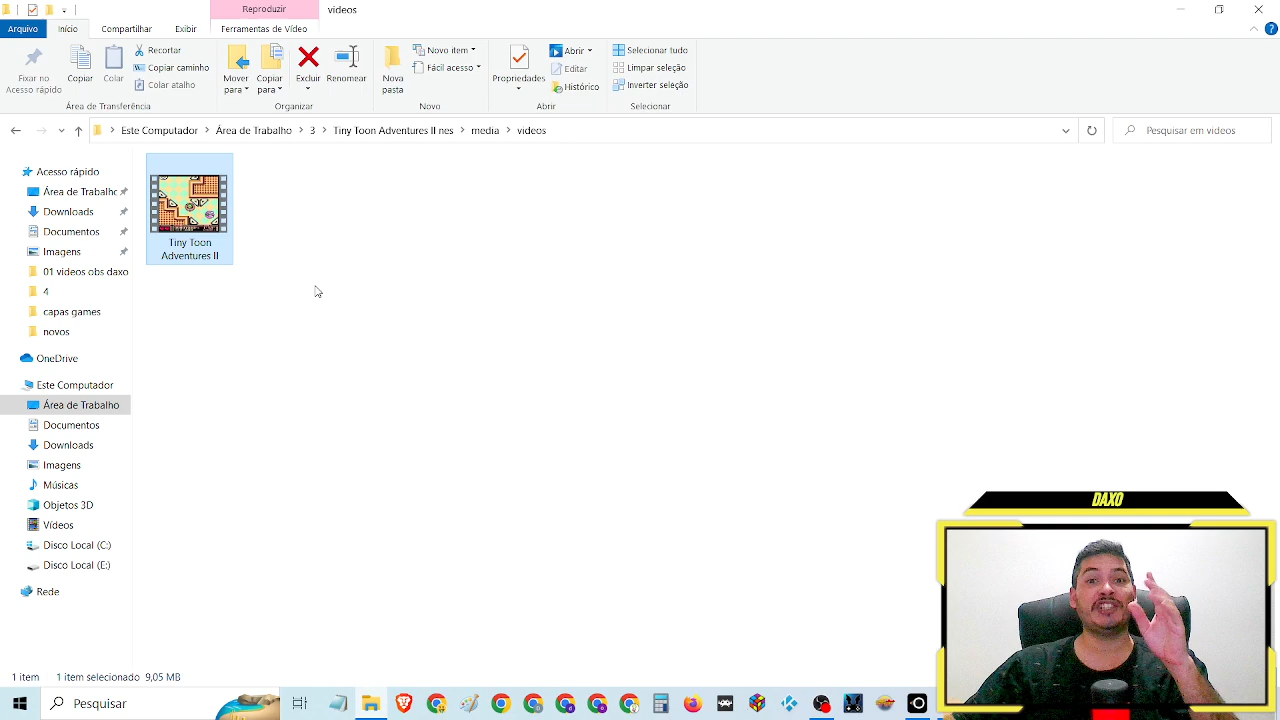 Reproduzir
videos
Arquivo
Início
Compartilhar
Exibir
Ferramentas de Vídeo
Fixar no
Acesso rápido
Copiar
Colar
Recortar
Copiar caminho
Colar atalho
Área de Transferência
Mover
para
Copiar
para
Excluir
Renomear
Organizar
Nova
pasta
Novo item
Fácil acesso
Novo
Propriedades
Abrir
Editar
Histórico
Abrir
Selecionar tudo
Limpar seleção
Inverter seleção
Selecionar
Este Computador > Área de Trabalho > 3 > Tiny Toon Adventures II nes > media > videos
Pesquisar em videos
Acesso rápido
Área de Trabalho
Downloads
Documentos
Imagens
01 videos obs daxo
4
capas games
novos
OneDrive
Este Computador
Área de Trabalho
Documentos
Downloads
Imagens
Músicas
Objetos 3D
Vídeos
Disco Local (C:)
Disco Local (E:)
Rede
Tiny Toon
Adventures II
DAXO
1 item
1 item selecionado 9,05 MB
Pesquisar